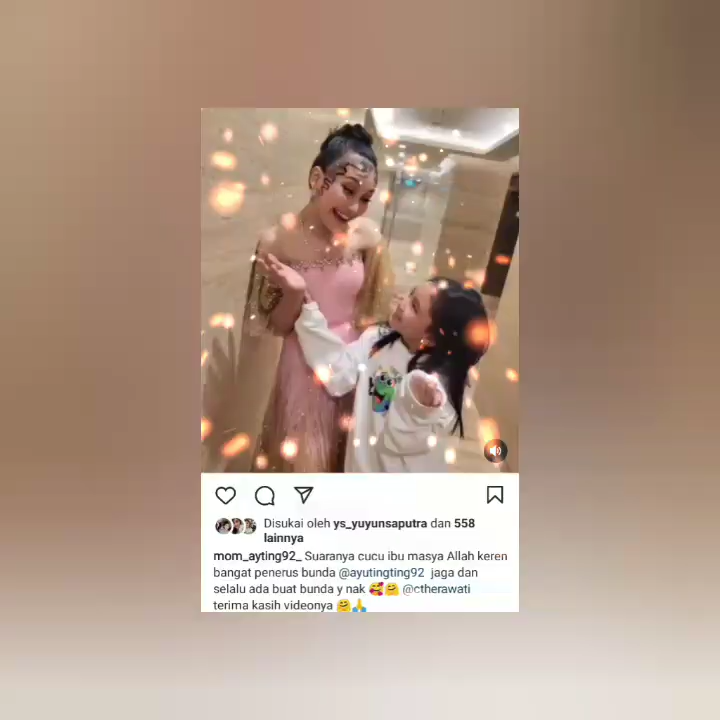 Disukai oleh ys_yuyunsaputra dan 558
lainnya
mom_ayting92_ Suaranya cucu ibu masya Allah keren
bangat penerus bunda @ayutingting92 jaga dan
selalu ada buat bunda y nak 🥰🤗 @ctherawati
terima kasih videonya 🤗🙏